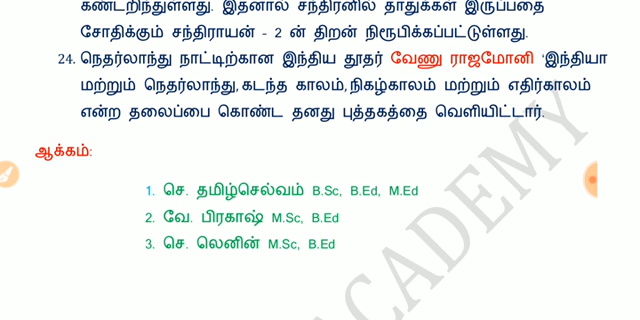 கண்டறிந்துள்ளது. இதனால் சந்திரனில் தாதுக்கள் இருப்பதை
சோதிக்கும் சந்திராயன் - 2 ன் திறன் நிரூபிக்கப்பட்டுள்ளது.
24. நெதர்லாந்து நாட்டிற்கான இந்திய தூதர் வேணு ராஜமோனி 'இந்தியா
மற்றும் நெதர்லாந்து,கடந்த காலம்,நிகழ்காலம் மற்றும் எதிர்காலம்
என்ற தலைப்பை கொண்ட தனது புத்தகத்தை வெளியிட்டார்.
ஆக்கம்:
1. செ. தமிழ்செல்வம் B.Sc, B.Ed, M.Ed
2. வே. பிரகாஷ் M.Sc, B.Ed
3. செ. லெனின் M.Sc, B.Ed
ACADEMY